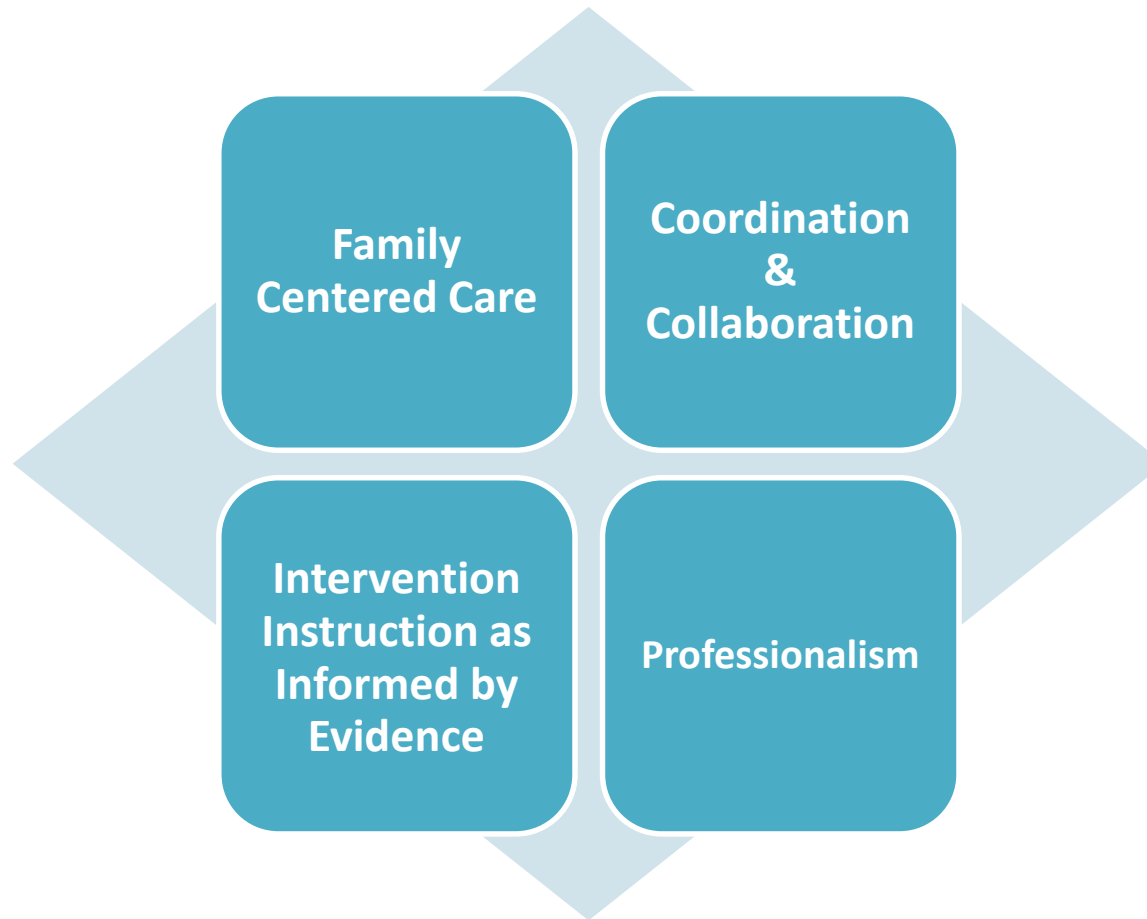 Family
Centered Care
Coordination
&
Collaboration
Intervention
Instruction as
Informed by
Evidence
Professionalism